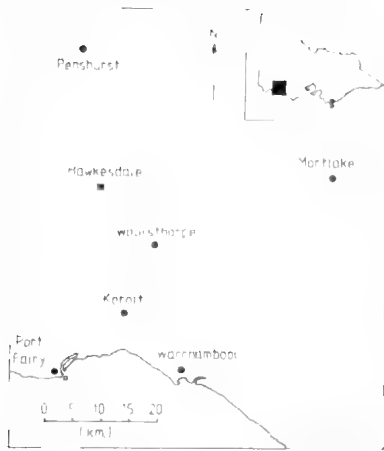 N
Penshurst
Mortlake
Hawkesdale
Woolsthorpe
Koroit
Port
Fairy
Warrnambool
0 5 10 15 20
(km)